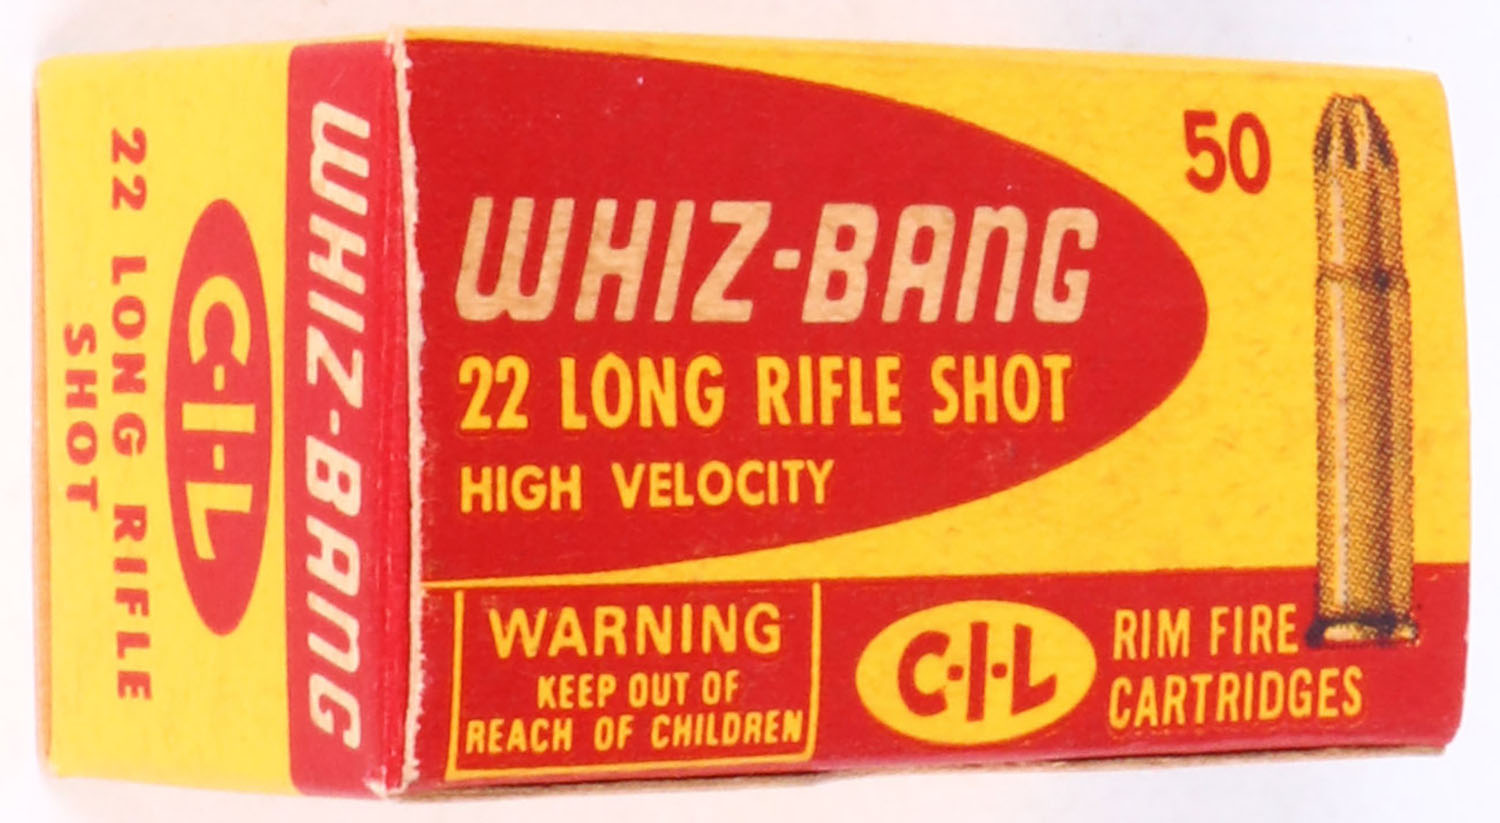 WHIZ-BANG
22 LONG RIFLE SHOT
HIGH VELOCITY
50
WARNING
KEEP OUT OF
REACH OF CHILDREN
C-I-L
RIM FIRE
CARTRIDGES
WHIZ-BANG
C-I-L
22 LONG RIFLE
SHOT